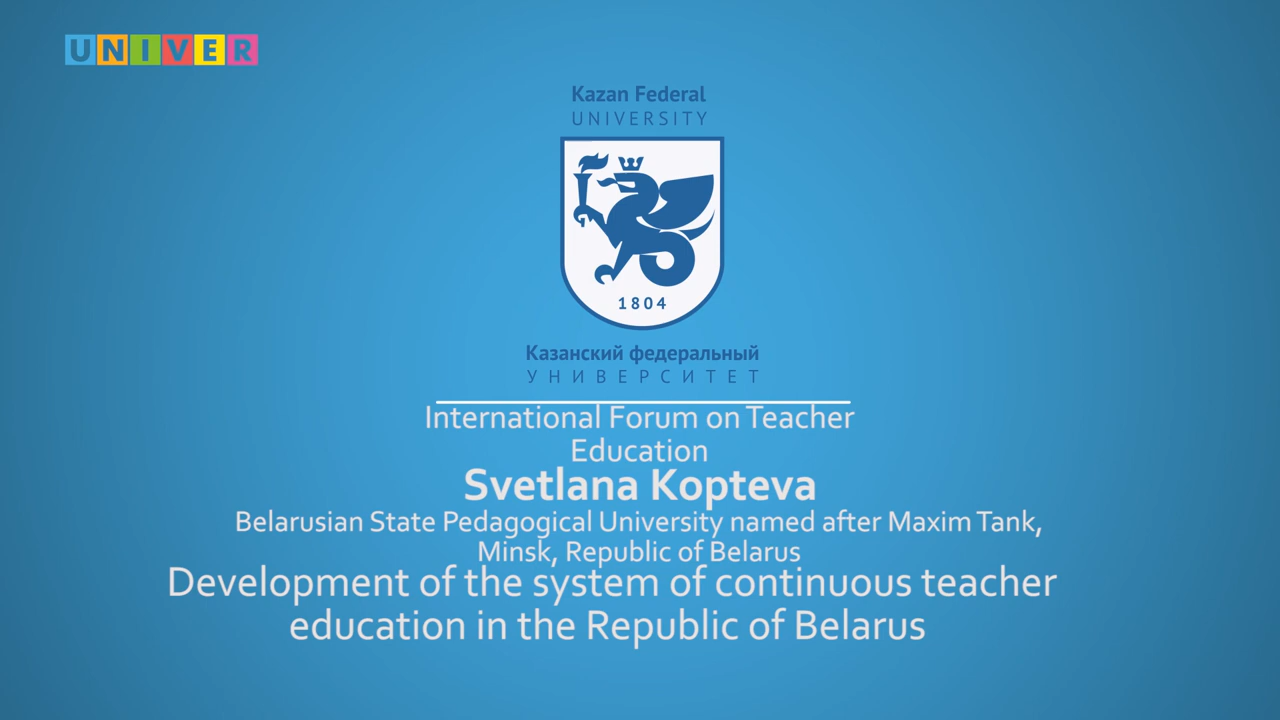 UNIVER
Kazan Federal
UNIVERSITY
1804
Казанский федеральный
УНИВЕРСИТЕТ
International Forum on Teacher
Education
Svetlana Kopteva
Belarusian State Pedagogical University named after Maxim Tank,
Minsk, Republic of Belarus
Development of the system of continuous teacher
education in the Republic of Belarus